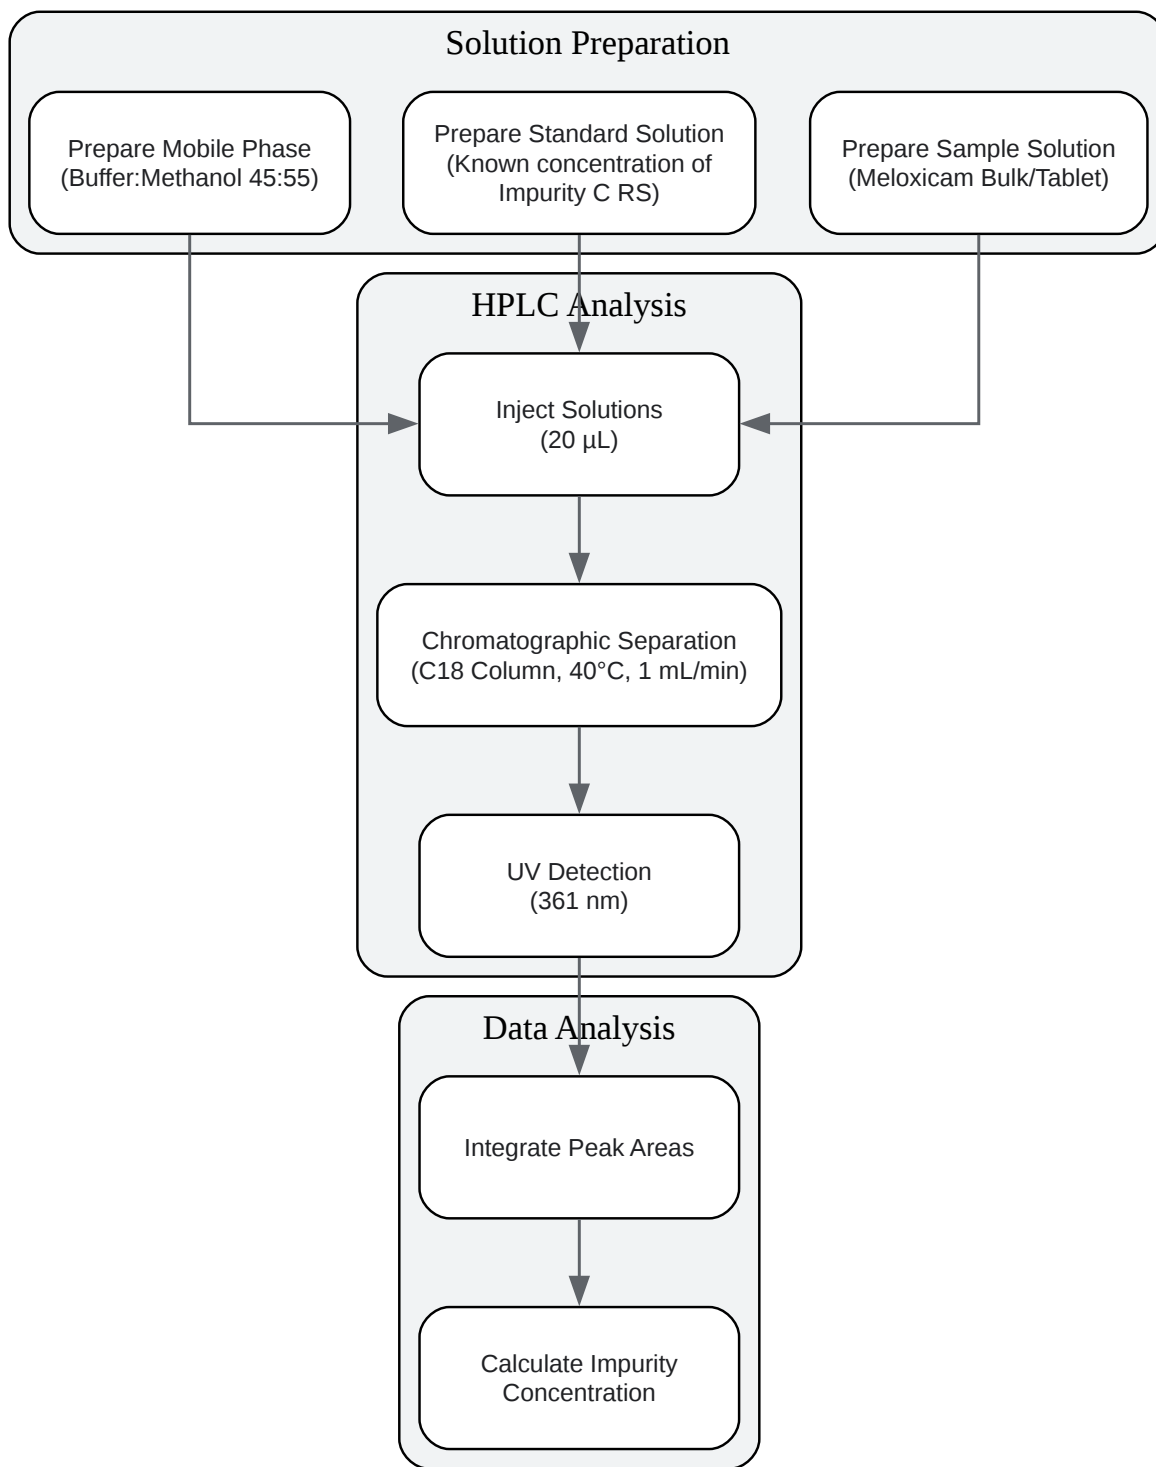 Solution Preparation
Prepare Mobile Phase
(Buffer:Methanol 45:55)
Prepare Standard Solution
(Known concentration of
Impurity C RS)
Prepare Sample Solution
(Meloxicam Bulk/Tablet)
HPLC Analysis
Inject Solutions
(20 µL)
Chromatographic Separation
(C18 Column, 40°C, 1 mL/min)
UV Detection
(361 nm)
Data Analysis
Integrate Peak Areas
Calculate Impurity
Concentration